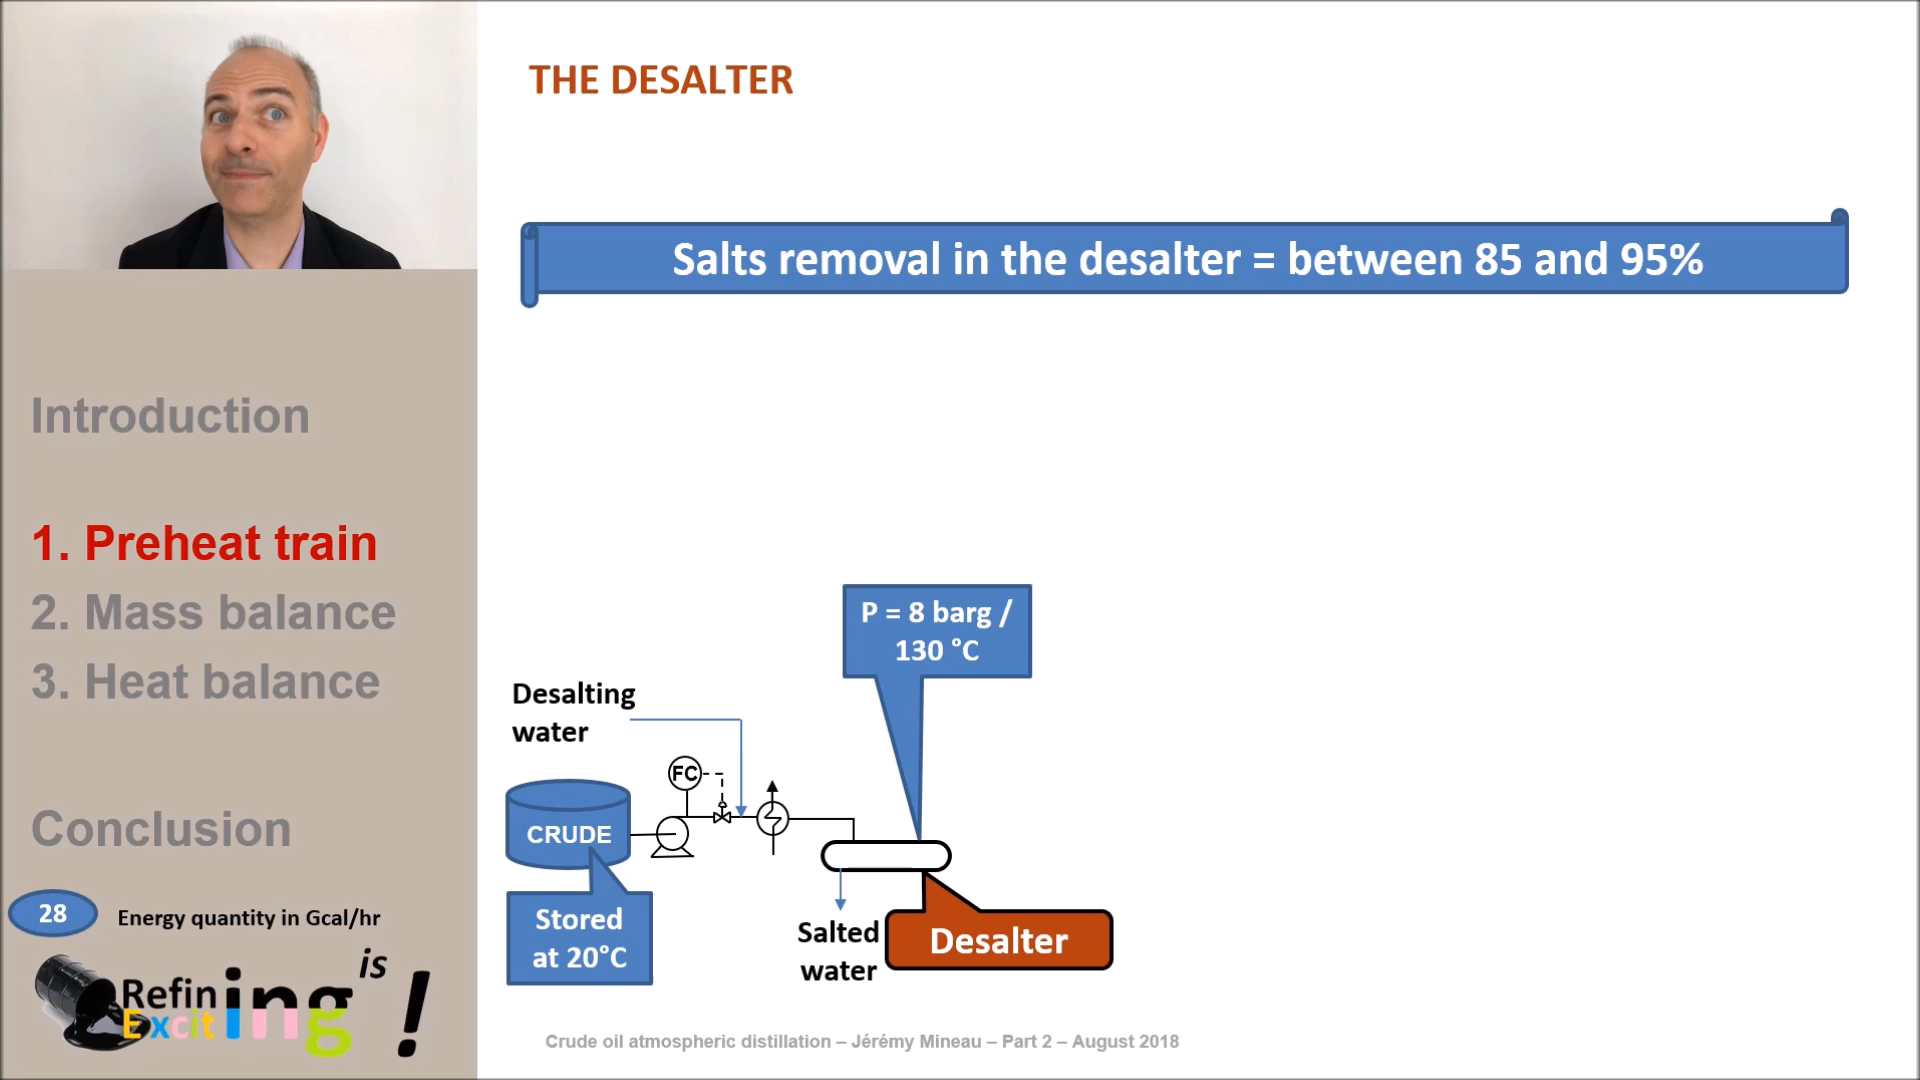 THE DESALTER
Salts removal in the desalter = between 85 and 95%
Introduction
1. Preheat train
2. Mass balance
3. Heat balance
Conclusion
28
Energy quantity in Gcal/hr
Refining
is
Exciting
!
P = 8 barg /
130 °C
Desalting
water
FC
CRUDE
Stored
at 20°C
Salted
water
Desalter
Crude oil atmospheric distillation – Jérémy Mineau – Part 2 – August 2018